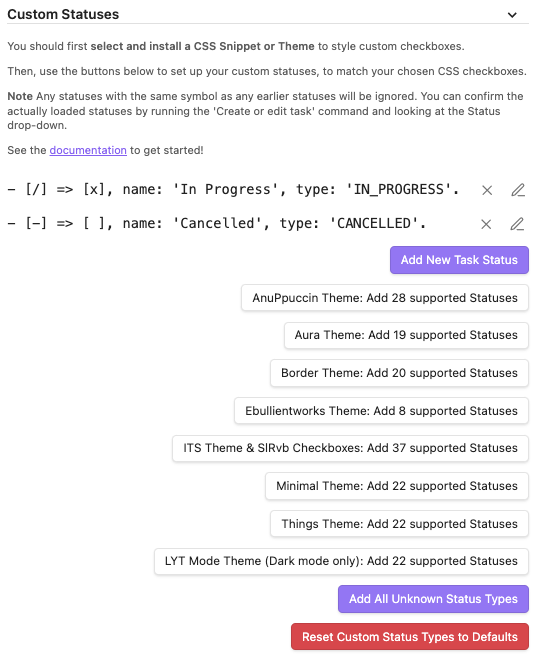 Custom Statuses
You should first select and install a CSS Snippet or Theme to style custom checkboxes.
Then, use the buttons below to set up your custom statuses, to match your chosen CSS checkboxes.
Note Any statuses with the same symbol as any earlier statuses will be ignored. You can confirm the
actually loaded statuses by running the 'Create or edit task' command and looking at the Status
drop-down.
See the documentation to get started!
- [/] => [x], name: 'In Progress', type: 'IN_PROGRESS'.
- [-] => [ ], name: 'Cancelled', type: 'CANCELLED'.
Add New Task Status
AnuPpuccin Theme: Add 28 supported Statuses
Aura Theme: Add 19 supported Statuses
Border Theme: Add 20 supported Statuses
Ebullientworks Theme: Add 8 supported Statuses
ITS Theme & SlRvb Checkboxes: Add 37 supported Statuses
Minimal Theme: Add 22 supported Statuses
Things Theme: Add 22 supported Statuses
LYT Mode Theme (Dark mode only): Add 22 supported Statuses
Add All Unknown Status Types
Reset Custom Status Types to Defaults